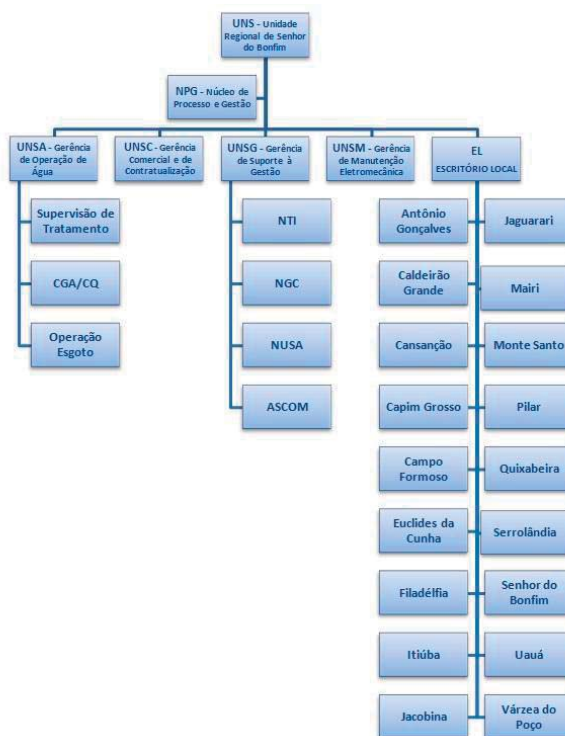 UNS - Unidade
Regional de Senhor
do Bonfim
NPG - Núcleo de
Processo e Gestão
UNSA - Gerência
de Operação de
Água
UNSC - Gerência
Comercial e de
Contratualização
UNSG - Gerência
de Suporte à
Gestão
UNSM - Gerência
de Manutenção
Eletromecânica
EL
ESCRITÓRIO LOCAL
Supervisão de
Tratamento
CGA/CQ
Operação
Esgoto
NTI
NGC
NUSA
ASCOM
Antônio
Gonçalves
Jaguarari
Caldeirão
Grande
Mairi
Cansanção
Monte Santo
Capim Grosso
Pilar
Campo
Formoso
Quixabeira
Euclides da
Cunha
Serrolândia
Filadélfia
Senhor do
Bonfim
Itiúba
Uauá
Jacobina
Várzea do
Poço